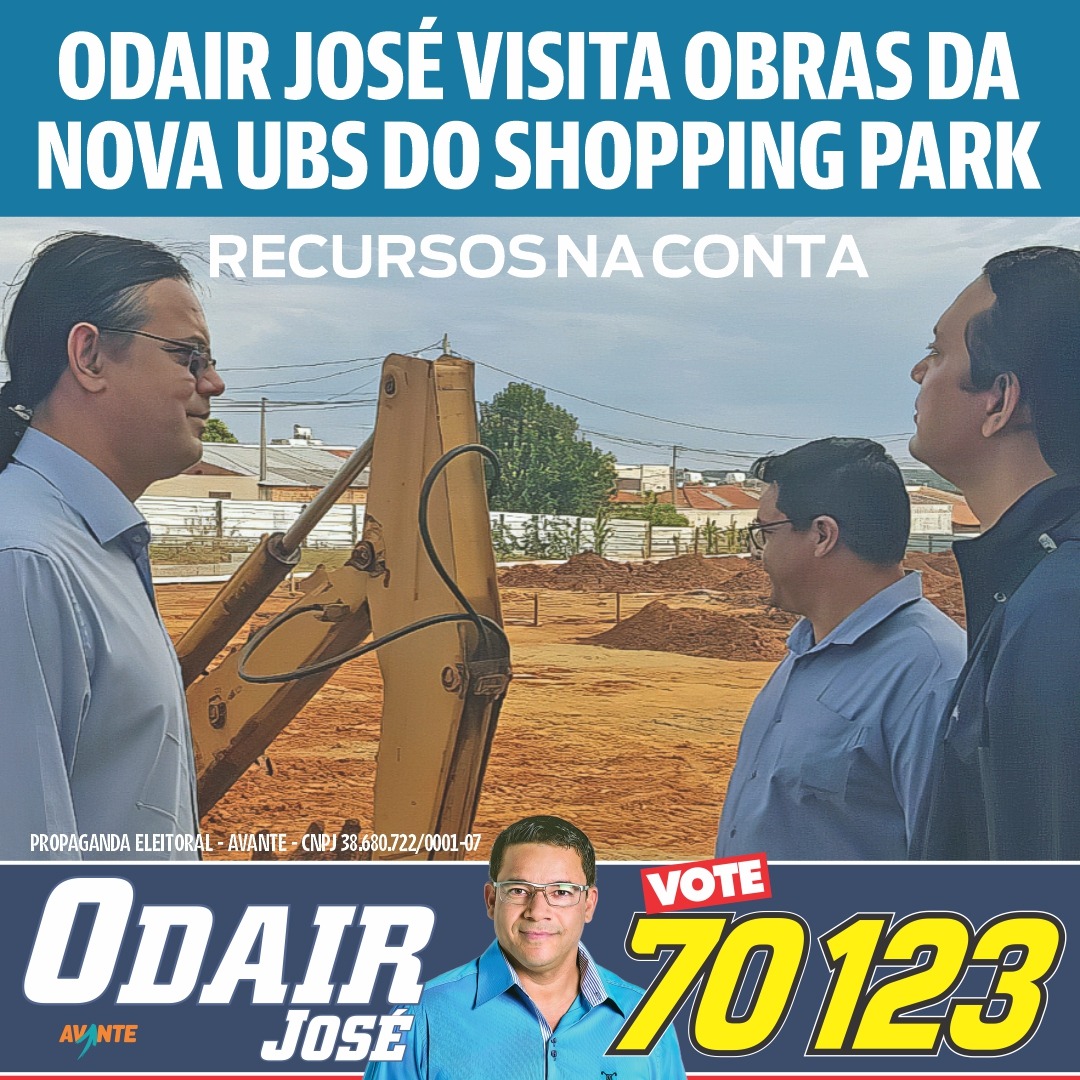 ODAIR JOSÉ VISITA OBRAS DA
NOVA UBS DO SHOPPING PARK
RECURSOS NA CONTA
PROPAGANDA ELEITORAL - AVANTE - CNPJ 38.680.722/0001-07
ODAIR
JOSÉ
AVANTE
VOTE
70 123